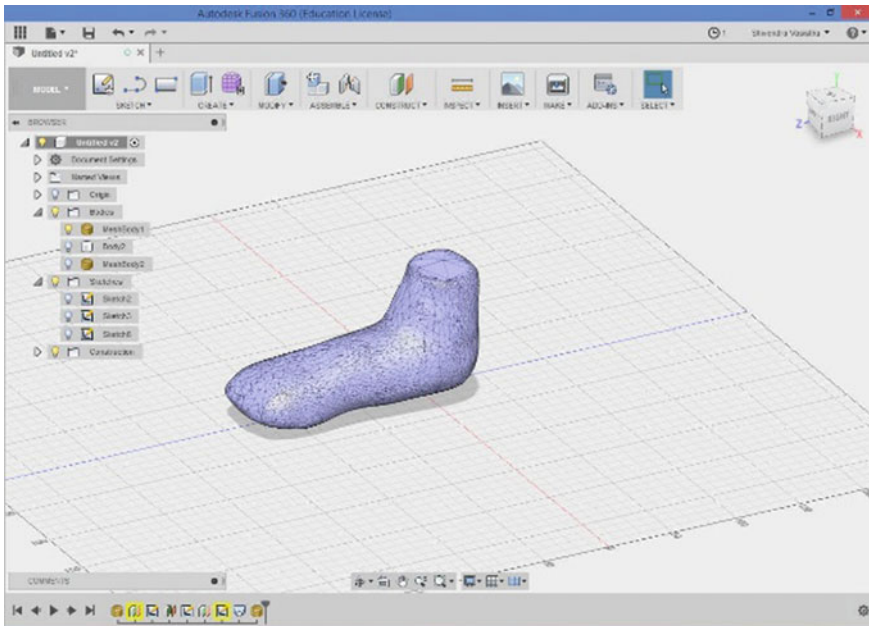 Autodesk Fusion 360 (Education License)
Untitled v2*
MODEL
SKETCH
CREATE
MODIFY
ASSEMBLE
CONSTRUCT
INSPECT
INSERT
MAKE
ADD-INS
SELECT
BROWSER
RIGHT
Z
X
Untitled v2
Document Settings
Named Views
Origin
Bodies
MeshBody1
Body2
MeshBody2
Sketches
Sketch2
Sketch3
Construction
COMMENTS